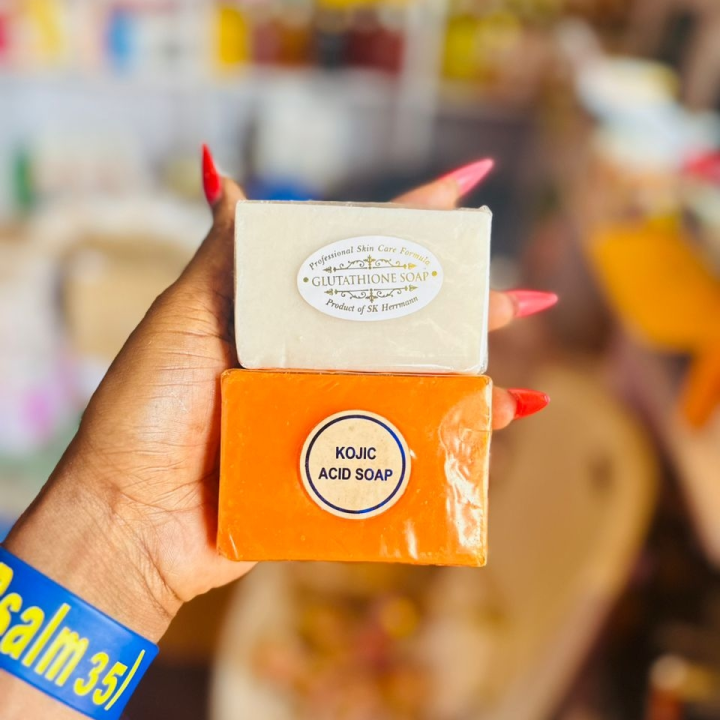 Professional Skin Care Formula
GLUTATHIONE SOAP
Product of SK Herrmann
KOJIC
ACID SOAP
Psalm 35